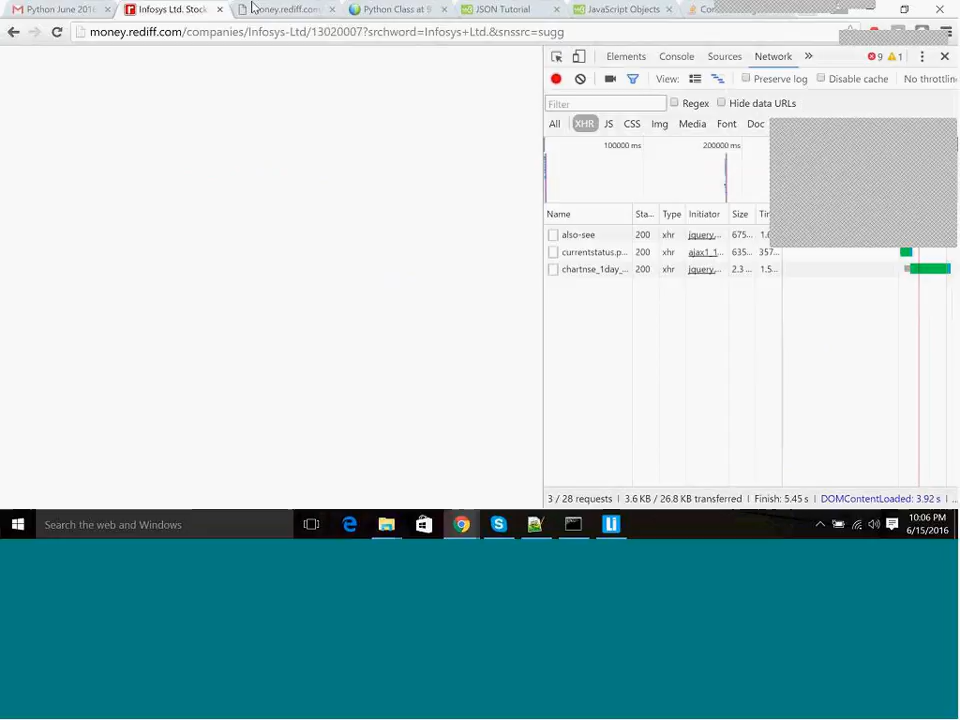 Python June 2016
Infosys Ltd. Stock
money.rediff.com
Python Class at 9
JSON Tutorial
JavaScript Objects
money.rediff.com/companies/Infosys-Ltd/13020007?srchword=Infosys+Ltd.&snssrc=sugg
Elements Console Sources Network » 9 1
View: Preserve log Disable cache No throttlin
Filter Regex Hide data URLs
All XHR JS CSS Img Media Font Doc
100000 ms 200000 ms
Name Sta... Type Initiator Size Tim
also-see 200 xhr jquery... 675...
currentstatus.p... 200 xhr ajax1_1... 635... 357...
chartnse_1day_... 200 xhr jquery... 2.3 ... 1.5...
3 / 28 requests | 3.6 KB / 26.8 KB transferred | Finish: 5.45 s | DOMContentLoaded: 3.92 s | ...
Search the web and Windows
10:06 PM
6/15/2016